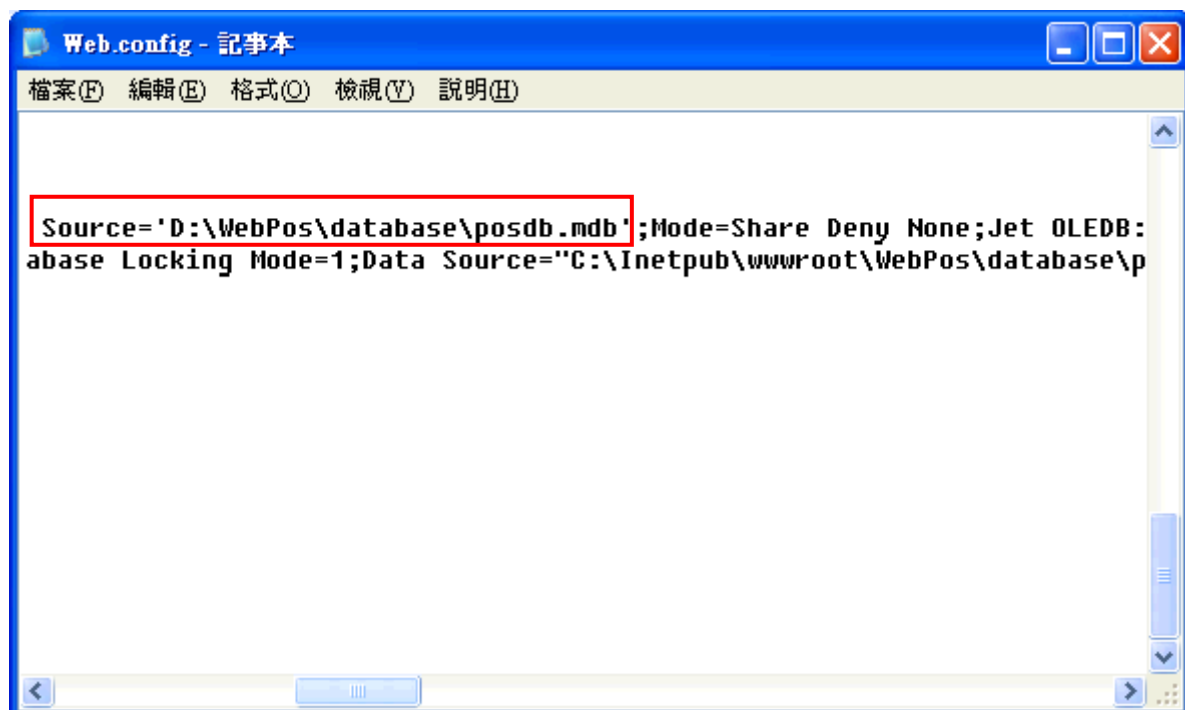 Web.config - 記事本
檔案(F) 編輯(E) 格式(O) 檢視(V) 說明(H)
Source='D:\WebPos\database\posdb.mdb';Mode=Share Deny None;Jet OLEDB:
abase Locking Mode=1;Data Source="C:\Inetpub\wwwroot\WebPos\database\p